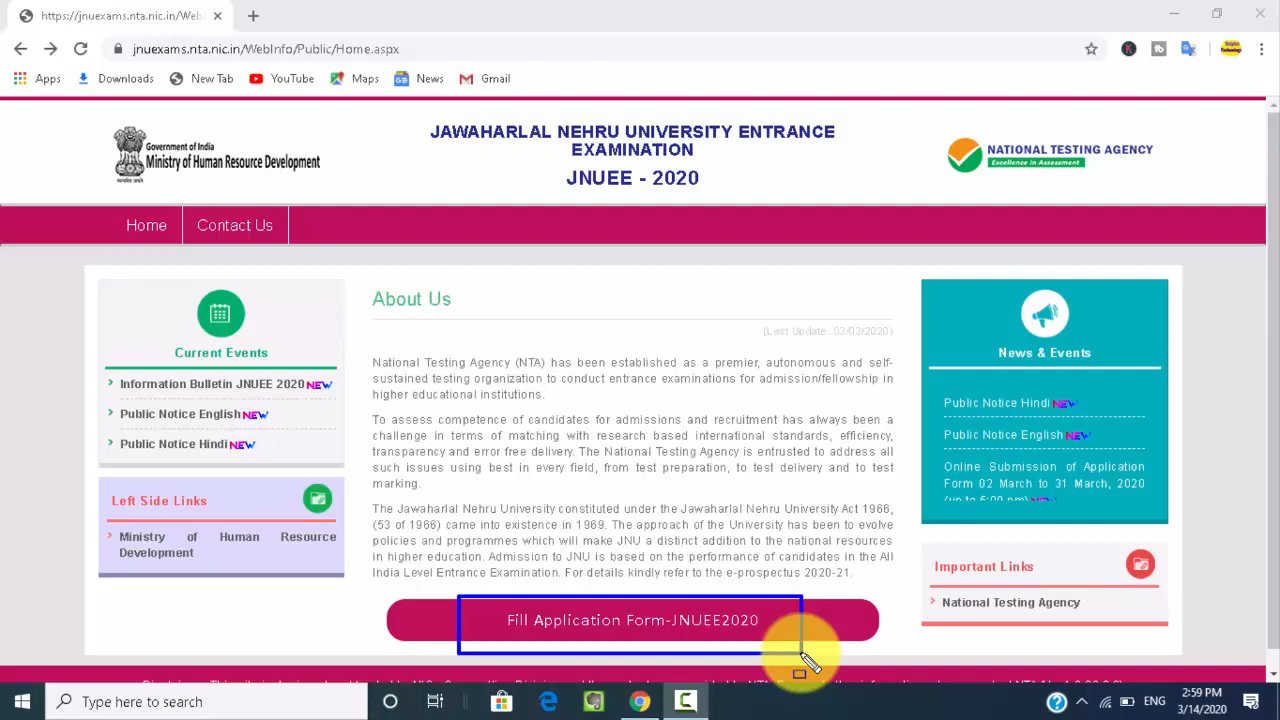 https://jnuexams.nta.nic.in/Web
jnuexams.nta.nic.in/WebInfo/Public/Home.aspx
Apps Downloads New Tab YouTube Maps News Gmail
Government of India
Ministry of Human Resource Development
JAWAHARLAL NEHRU UNIVERSITY ENTRANCE
EXAMINATION
JNUEE - 2020
NATIONAL TESTING AGENCY
Excellence in Assessment
Home Contact Us
Current Events
Information Bulletin JNUEE 2020 NEW
Public Notice English NEW
Public Notice Hindi NEW
Left Side Links
Ministry of Human Resource
Development
About Us
(Last Update..03/03/2020)
National Testing Agency (NTA) has been established as a premier, autonomous and self-
sustained testing organization to conduct entrance examinations for admission/fellowship in
higher educational institutions.
To assess competence of candidates for admissions and recruitment has always been a
challenge in terms of matching with research based international standards, efficiency,
transparency and error free delivery. The National Testing Agency is entrusted to address all
such issues using best in every field, from test preparation, to test delivery and to test
marking.
The Jawaharlal Nehru University constituted under the Jawaharlal Nehru University Act 1966,
(53 of 1966) came into existence in 1969. The approach of the University has been to evolve
policies and programmes which will make JNU a distinct addition to the national resources
in higher education. Admission to JNU is based on the performance of candidates in the All
India Level Entrance Examination. For details kindly refer to the e-prospectus 2020-21.
Fill Application Form-JNUEE2020
News & Events
Public Notice Hindi NEW
Public Notice English NEW
Online Submission of Application
Form 02 March to 31 March, 2020
(up to 5:00 pm) NEW
Important Links
National Testing Agency
Type here to search
ENG
2:59 PM
3/14/2020